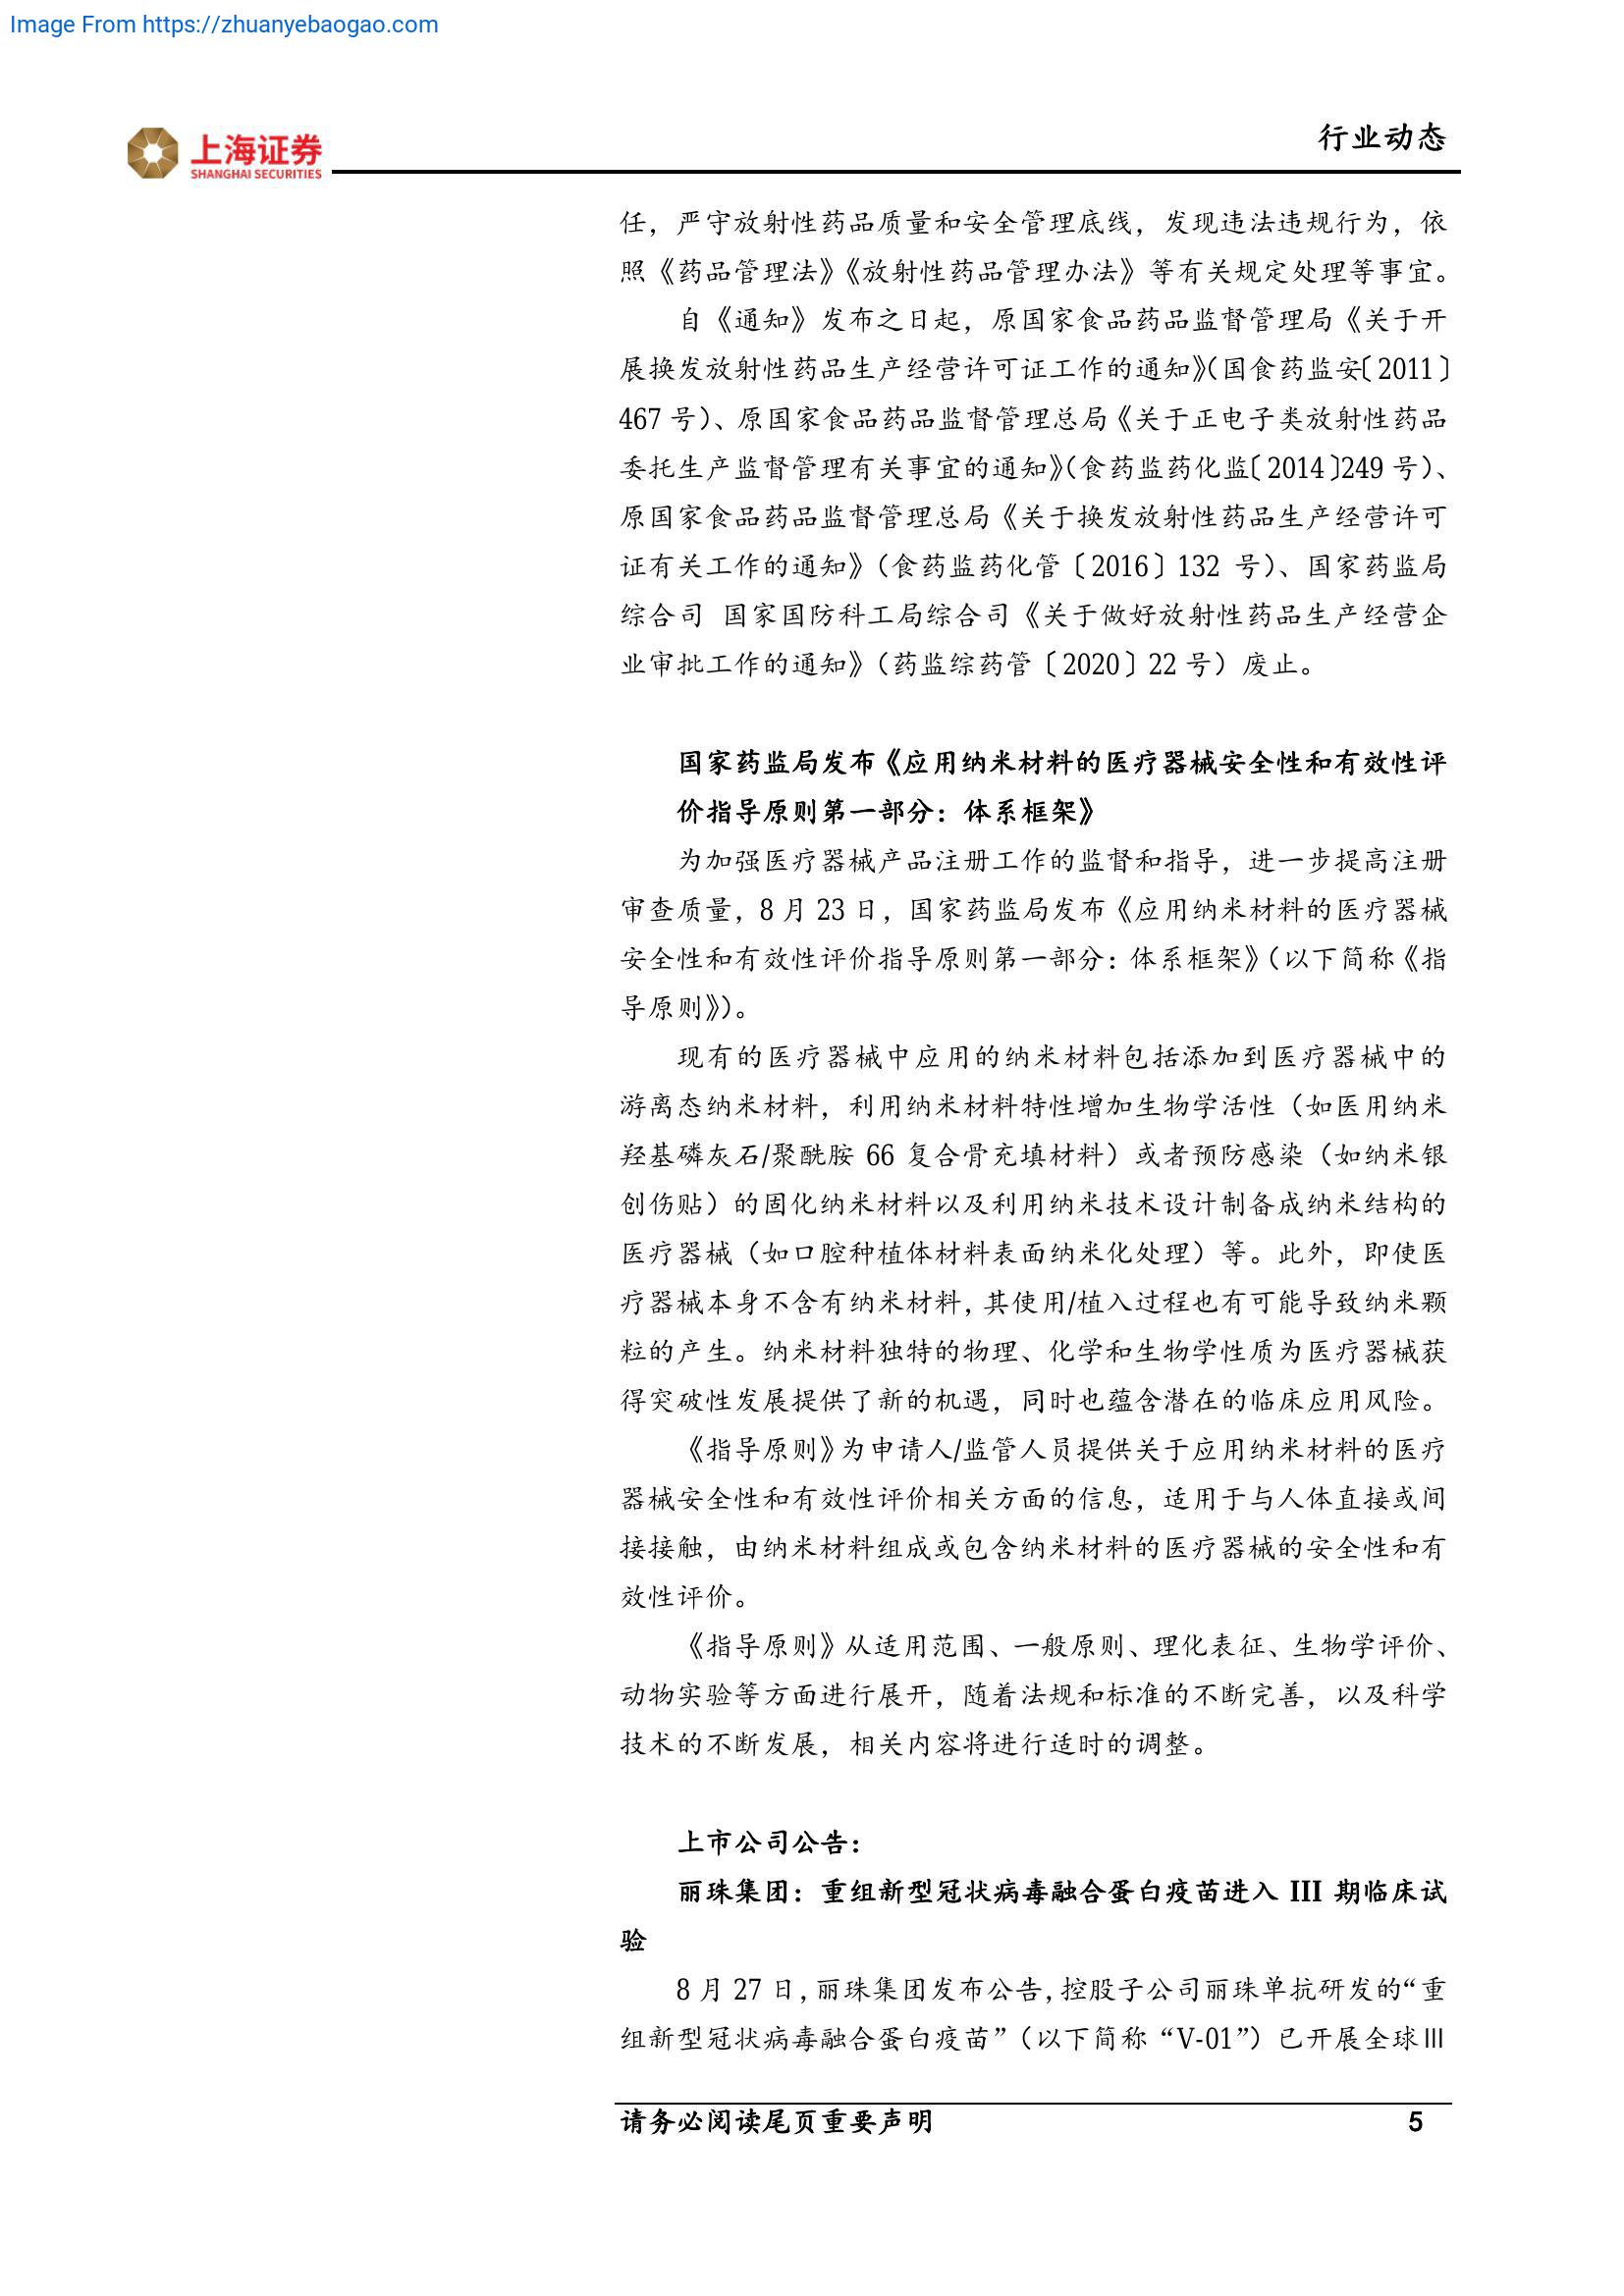 Image From https://zhuanyebaogao.com
上海证券
SHANGHAI SECURITIES
行业动态
任，严守放射性药品质量和安全管理底线，发现违法违规行为，依
照《药品管理法》《放射性药品管理办法》等有关规定处理等事宜。
自《通知》发布之日起，原国家食品药品监督管理局《关于开
展换发放射性药品生产经营许可证工作的通知》（国食药监安〔2011〕
467 号）、原国家食品药品监督管理总局《关于正电子类放射性药品
委托生产监督管理有关事宜的通知》（食药监药化监〔2014〕249 号）、
原国家食品药品监督管理总局《关于换发放射性药品生产经营许可
证有关工作的通知》（食药监药化管〔2016〕132 号）、国家药监局
综合司 国家国防科工局综合司《关于做好放射性药品生产经营企
业审批工作的通知》（药监综药管〔2020〕22 号）废止。
国家药监局发布《应用纳米材料的医疗器械安全性和有效性评
价指导原则第一部分：体系框架》
为加强医疗器械产品注册工作的监督和指导，进一步提高注册
审查质量，8 月 23 日，国家药监局发布《应用纳米材料的医疗器械
安全性和有效性评价指导原则第一部分：体系框架》（以下简称《指
导原则》）。
现有的医疗器械中应用的纳米材料包括添加到医疗器械中的
游离态纳米材料，利用纳米材料特性增加生物学活性（如医用纳米
羟基磷灰石/聚酰胺 66 复合骨充填材料）或者预防感染（如纳米银
创伤贴）的固化纳米材料以及利用纳米技术设计制备成纳米结构的
医疗器械（如口腔种植体材料表面纳米化处理）等。此外，即使医
疗器械本身不含有纳米材料，其使用/植入过程也有可能导致纳米颗
粒的产生。纳米材料独特的物理、化学和生物学性质为医疗器械获
得突破性发展提供了新的机遇，同时也蕴含潜在的临床应用风险。
《指导原则》为申请人/监管人员提供关于应用纳米材料的医疗
器械安全性和有效性评价相关方面的信息，适用于与人体直接或间
接接触，由纳米材料组成或包含纳米材料的医疗器械的安全性和有
效性评价。
《指导原则》从适用范围、一般原则、理化表征、生物学评价、
动物实验等方面进行展开，随着法规和标准的不断完善，以及科学
技术的不断发展，相关内容将进行适时的调整。
上市公司公告：
丽珠集团：重组新型冠状病毒融合蛋白疫苗进入 III 期临床试
验
8 月 27 日，丽珠集团发布公告，控股子公司丽珠单抗研发的“重
组新型冠状病毒融合蛋白疫苗”（以下简称“V-01”）已开展全球Ⅲ
请务必阅读尾页重要声明 5